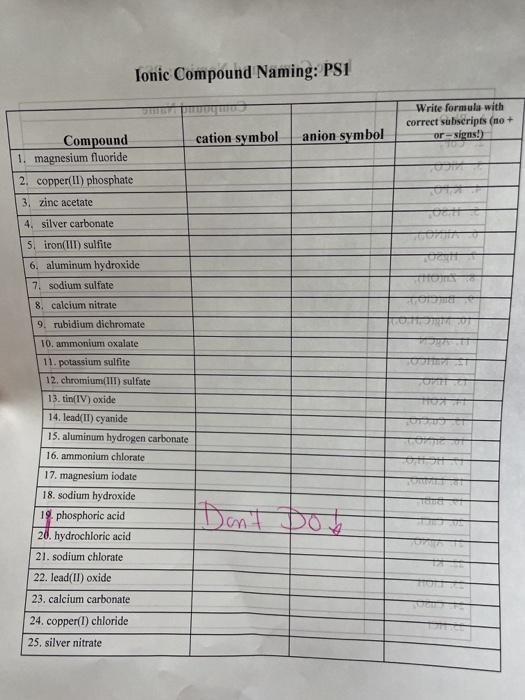 Ionic Compound Naming: PS1
Compound
cation symbol
anion symbol
Write formula with
correct subscripts (no +
or – signs!)
1. magnesium fluoride
2. copper(II) phosphate
3. zinc acetate
4. silver carbonate
5. iron(III) sulfite
6. aluminum hydroxide
7. sodium sulfate
8. calcium nitrate
9. rubidium dichromate
10. ammonium oxalate
11. potassium sulfite
12. chromium(III) sulfate
13. tin(IV) oxide
14. lead(II) cyanide
15. aluminum hydrogen carbonate
16. ammonium chlorate
17. magnesium iodate
18. sodium hydroxide
19. phosphoric acid
Don't Do ↓
20. hydrochloric acid
21. sodium chlorate
22. lead(II) oxide
23. calcium carbonate
24. copper(I) chloride
25. silver nitrate